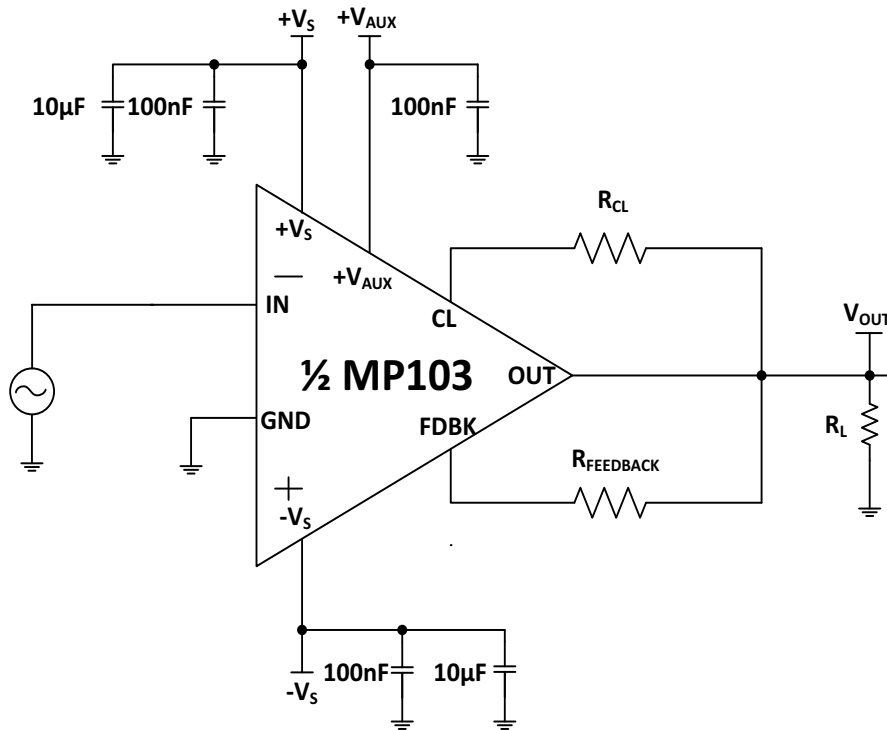 +VS +VAUX
10µF 100nF 100nF
RCL
+VS
−
+VAUX
IN
CL
VOUT
½ MP103 OUT
GND
FDBK
RL
RFEEDBACK
+
-VS
-VS
100nF 10µF